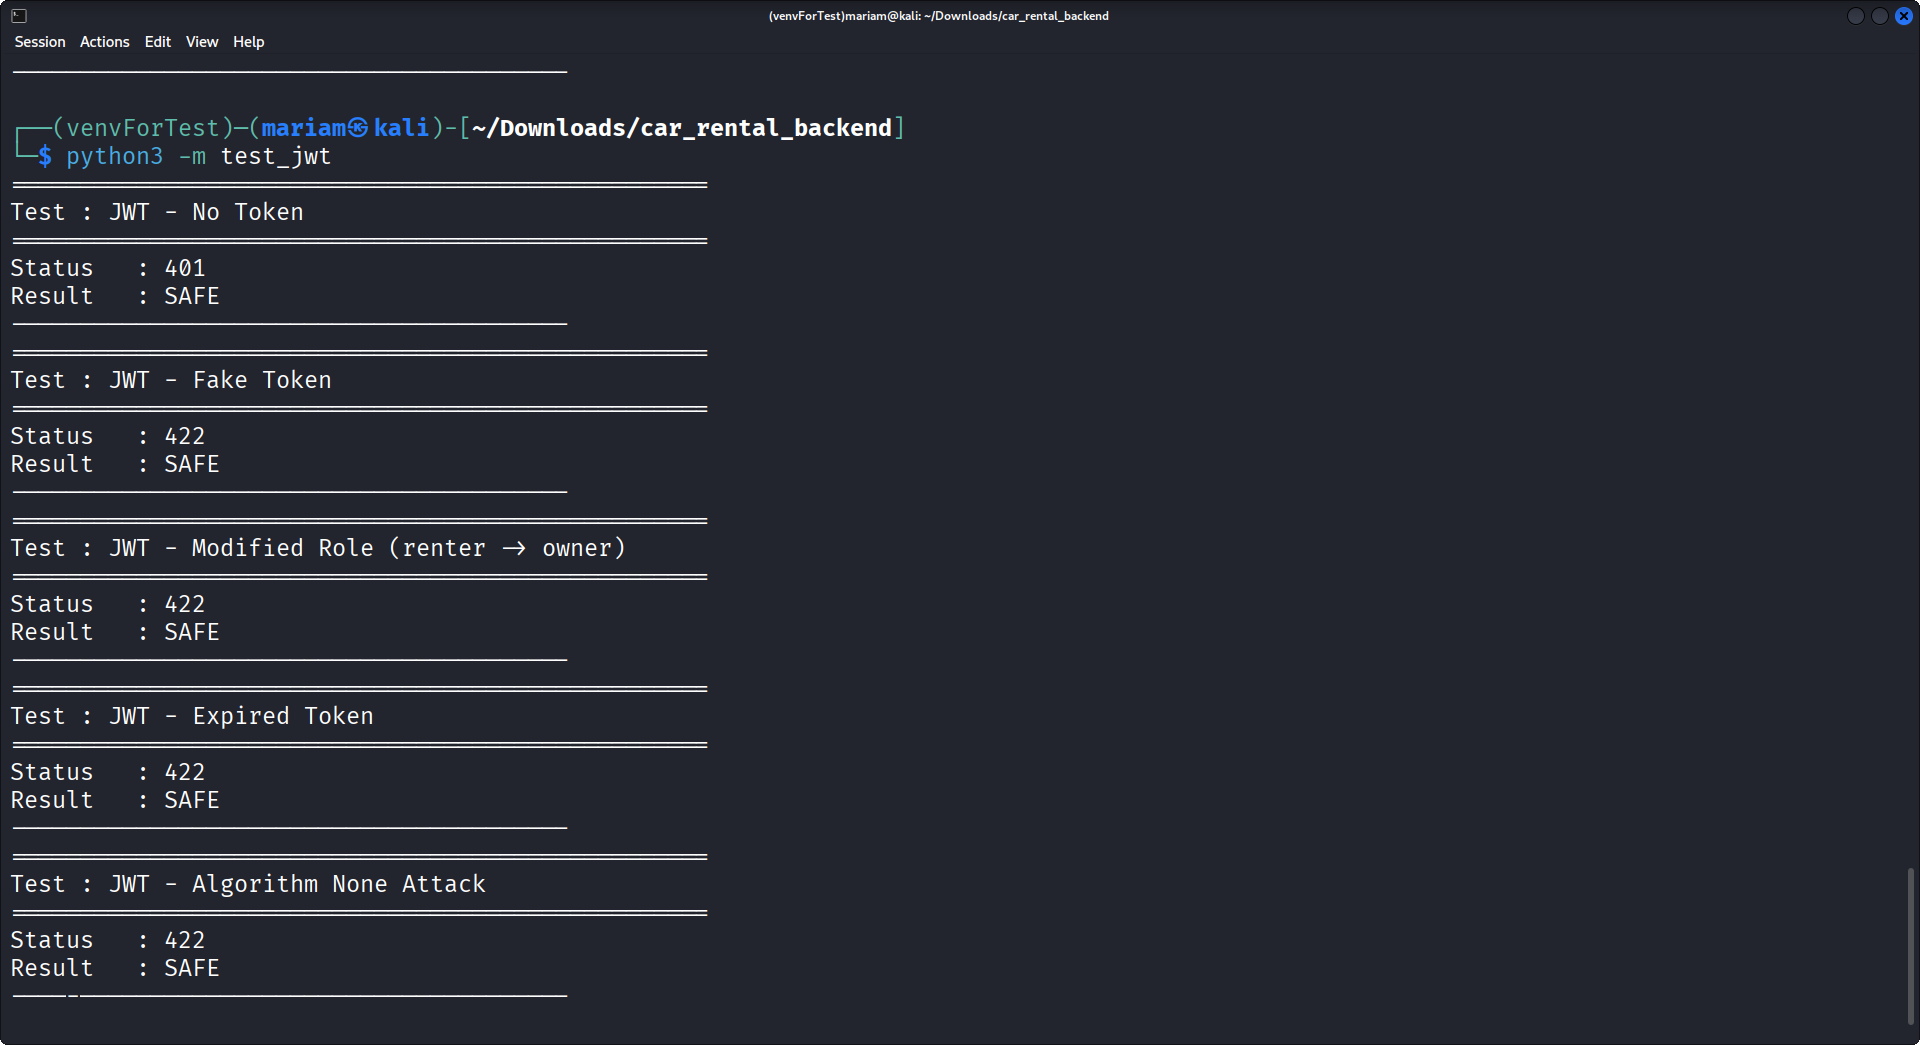 (venvForTest)mariam@kali: ~/Downloads/car_rental_backend
Session Actions Edit View Help
┌──(venvForTest)─(mariam㉿kali)-[~/Downloads/car_rental_backend]
└─$ python3 -m test_jwt
Test : JWT - No Token
Status : 401
Result : SAFE
Test : JWT - Fake Token
Status : 422
Result : SAFE
Test : JWT - Modified Role (renter → owner)
Status : 422
Result : SAFE
Test : JWT - Expired Token
Status : 422
Result : SAFE
Test : JWT - Algorithm None Attack
Status : 422
Result : SAFE